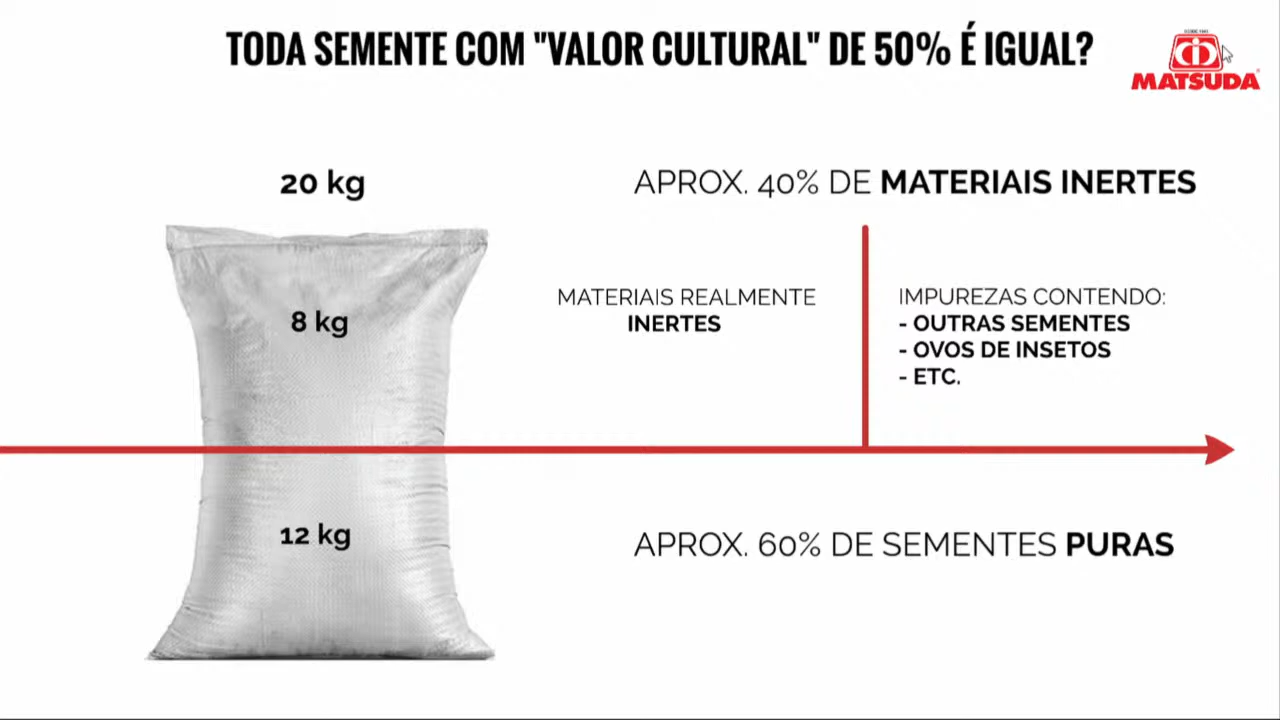 TODA SEMENTE COM "VALOR CULTURAL" DE 50% É IGUAL?
MATSUDA
20 kg
APROX. 40% DE MATERIAIS INERTES
8 kg
MATERIAIS REALMENTE
INERTES
IMPUREZAS CONTENDO:
- OUTRAS SEMENTES
- OVOS DE INSETOS
- ETC.
12 kg
APROX. 60% DE SEMENTES PURAS